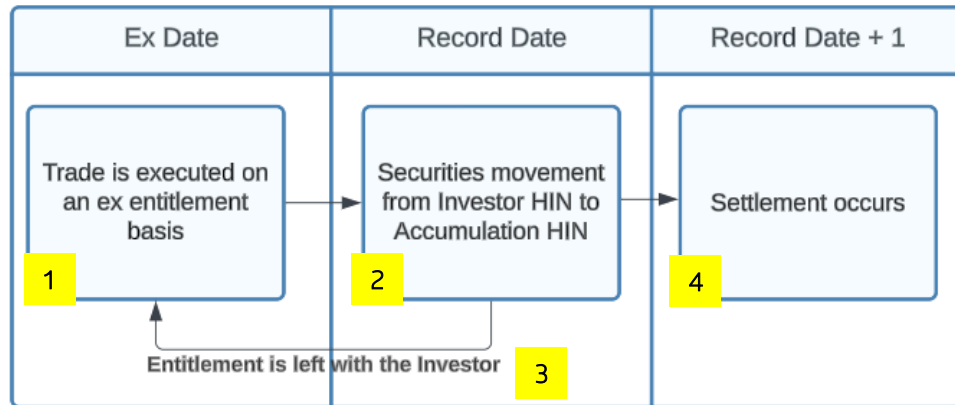 Ex Date
Record Date
Record Date + 1
Trade is executed on
an ex entitlement
basis
1
Securities movement
from Investor HIN to
Accumulation HIN
2
Settlement occurs
4
Entitlement is left with the Investor
3